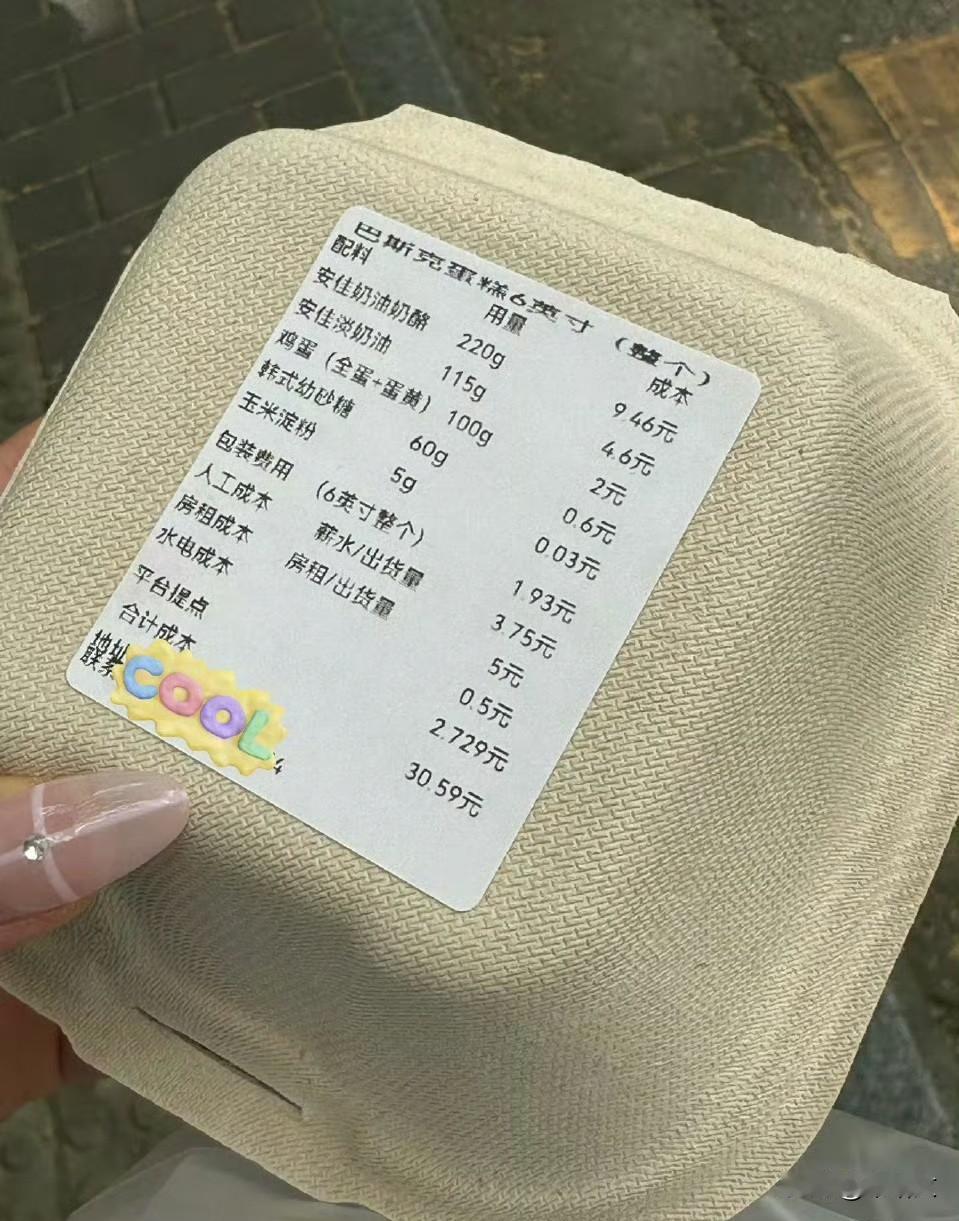 巴斯克蛋糕6英寸（整个）
配料 用量 成本
安佳奶油奶酪 220g 9.46元
安佳淡奶油 115g 4.6元
鸡蛋（全蛋+蛋黄） 100g 2元
韩式幼砂糖 60g 0.6元
玉米淀粉 5g 0.03元
包装费用 （6英寸整个） 1.93元
人工成本 薪水/出货量 3.75元
房租成本 房租/出货量 5元
水电成本 0.5元
平台提点 2.729元
合计成本 30.59元
地址
联系
COOL